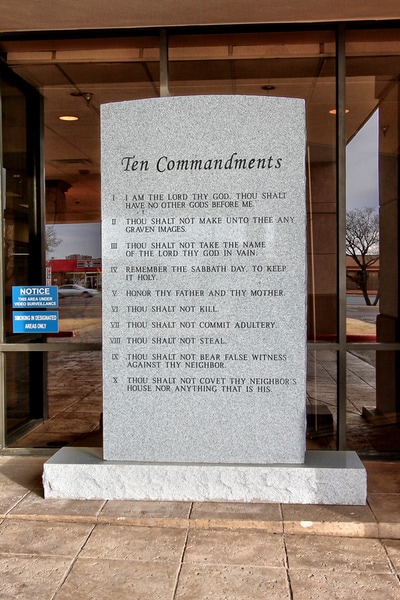 Ten Commandments
I I AM THE LORD THY GOD. THOU SHALT
HAVE NO OTHER GODS BEFORE ME.
II THOU SHALT NOT MAKE UNTO THEE ANY
GRAVEN IMAGES.
III THOU SHALT NOT TAKE THE NAME
OF THE LORD THY GOD IN VAIN.
IV REMEMBER THE SABBATH DAY, TO KEEP
IT HOLY.
V HONOR THY FATHER AND THY MOTHER.
VI THOU SHALT NOT KILL.
VII THOU SHALT NOT COMMIT ADULTERY.
VIII THOU SHALT NOT STEAL.
IX THOU SHALT NOT BEAR FALSE WITNESS
AGAINST THY NEIGHBOR.
X THOU SHALT NOT COVET THY NEIGHBOR'S
HOUSE NOR ANYTHING THAT IS HIS.
NOTICE
THIS AREA UNDER
VIDEO SURVEILLANCE
SMOKING IN DESIGNATED
AREAS ONLY